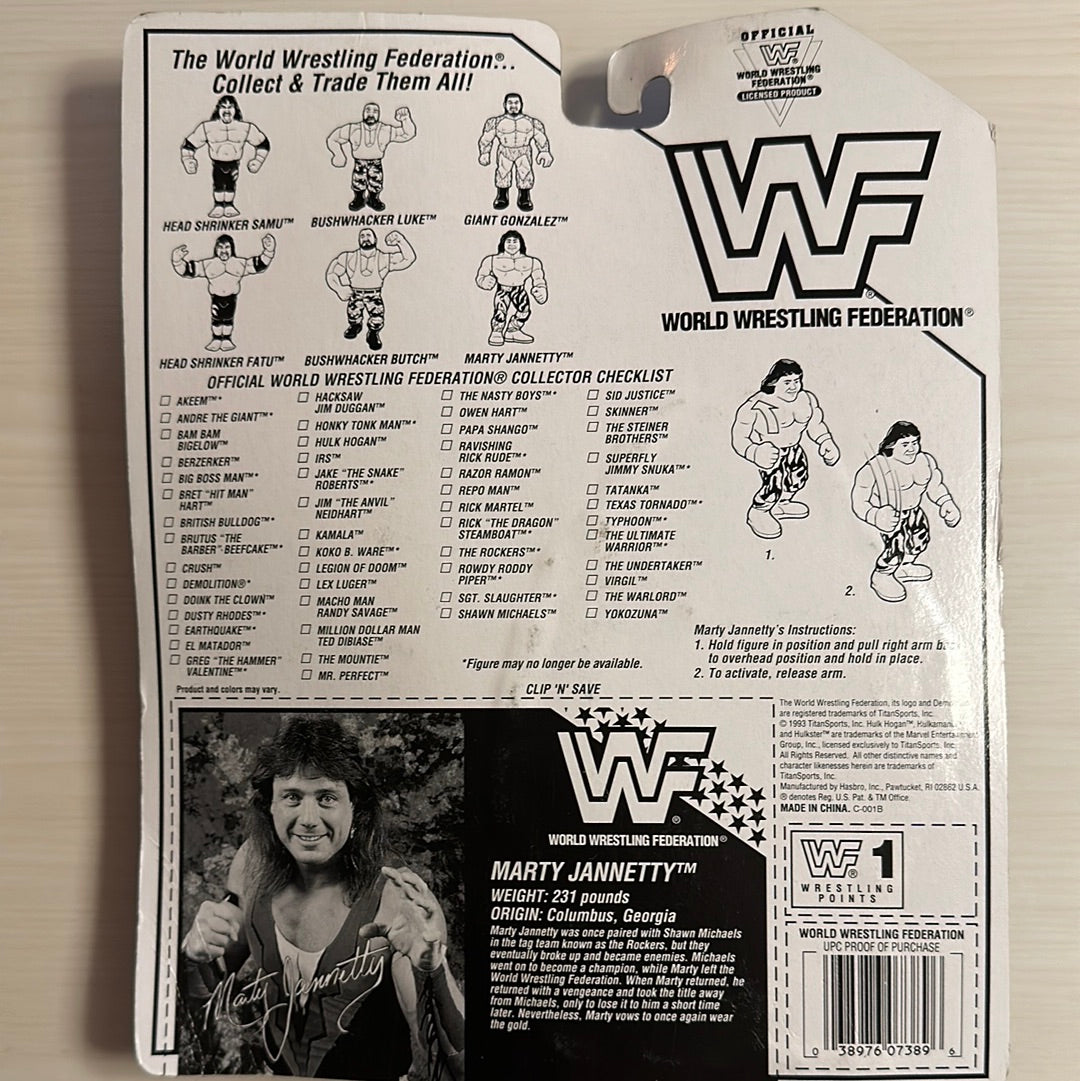 The World Wrestling Federation®...
Collect & Trade Them All!
HEAD SHRINKER SAMU™
BUSHWHACKER LUKE™
GIANT GONZALEZ™
HEAD SHRINKER FATU™
BUSHWHACKER BUTCH™
MARTY JANNETTY™
OFFICIAL
WF®
WORLD WRESTLING
FEDERATION®
LICENSED PRODUCT
WF®
WORLD WRESTLING FEDERATION®
OFFICIAL WORLD WRESTLING FEDERATION® COLLECTOR CHECKLIST
AKEEM™*
ANDRE THE GIANT™*
BAM BAM
BIGELOW™
BERZERKER™
BIG BOSS MAN™*
BRET "HIT MAN"
HART™
BRITISH BULLDOG™*
BRUTUS "THE
BARBER" BEEFCAKE™*
CRUSH™
DEMOLITION®*
DOINK THE CLOWN™
DUSTY RHODES™*
EARTHQUAKE™*
EL MATADOR™
GREG "THE HAMMER"
VALENTINE™*
HACKSAW
JIM DUGGAN™
HONKY TONK MAN™*
HULK HOGAN™
IRS™
JAKE "THE SNAKE"
ROBERTS™*
JIM "THE ANVIL"
NEIDHART™
KAMALA™
KOKO B. WARE™*
LEGION OF DOOM™
LEX LUGER™
MACHO MAN
RANDY SAVAGE™
MILLION DOLLAR MAN
TED DIBIASE™
THE MOUNTIE™
MR. PERFECT™
THE NASTY BOYS™*
OWEN HART™
PAPA SHANGO™
RAVISHING
RICK RUDE™*
RAZOR RAMON™
REPO MAN™
RICK MARTEL™
RICK "THE DRAGON"
STEAMBOAT™*
THE ROCKERS™*
ROWDY RODDY
PIPER™*
SGT. SLAUGHTER™*
SHAWN MICHAELS™
SID JUSTICE™
SKINNER™
THE STEINER
BROTHERS™
SUPERFLY
JIMMY SNUKA™*
TATANKA™
TEXAS TORNADO™*
TYPHOON™*
THE ULTIMATE
WARRIOR™*
THE UNDERTAKER™
VIRGIL™
THE WARLORD™
YOKOZUNA™
*Figure may no longer be available.
Product and colors may vary.
CLIP 'N' SAVE
1.
2.
Marty Jannetty's Instructions:
1. Hold figure in position and pull right arm
to overhead position and hold in place.
2. To activate, release arm.
The World Wrestling Federation, its logo and
are registered trademarks of TitanSports, Inc.
© 1993 TitanSports, Inc. Hulk Hogan™,
and Hulkster™ are trademarks of the Marvel Entertainment
Group, Inc., licensed exclusively to TitanSports, Inc.
All Rights Reserved. All other distinctive names and
character likenesses herein are trademarks of
TitanSports, Inc.
Manufactured by Hasbro, Inc., Pawtucket, RI 02862 U.S.A.
® denotes Reg. U.S. Pat. & TM Office.
MADE IN CHINA. C-001B
WF®
WORLD WRESTLING FEDERATION®
MARTY JANNETTY™
WEIGHT: 231 pounds
ORIGIN: Columbus, Georgia
Marty Jannetty was once paired with Shawn Michaels
in the tag team known as the Rockers, but they
eventually broke up and became enemies. Michaels
went on to become a champion, while Marty left the
World Wrestling Federation. When Marty returned, he
returned with a vengeance and took the title away
from Michaels, only to lose it to him a short time
later. Nevertheless, Marty vows to once again wear
the gold.
Marty Jannetty
WF® 1
WRESTLING
POINTS
WORLD WRESTLING FEDERATION
UPC PROOF OF PURCHASE
0 38976 07389 6